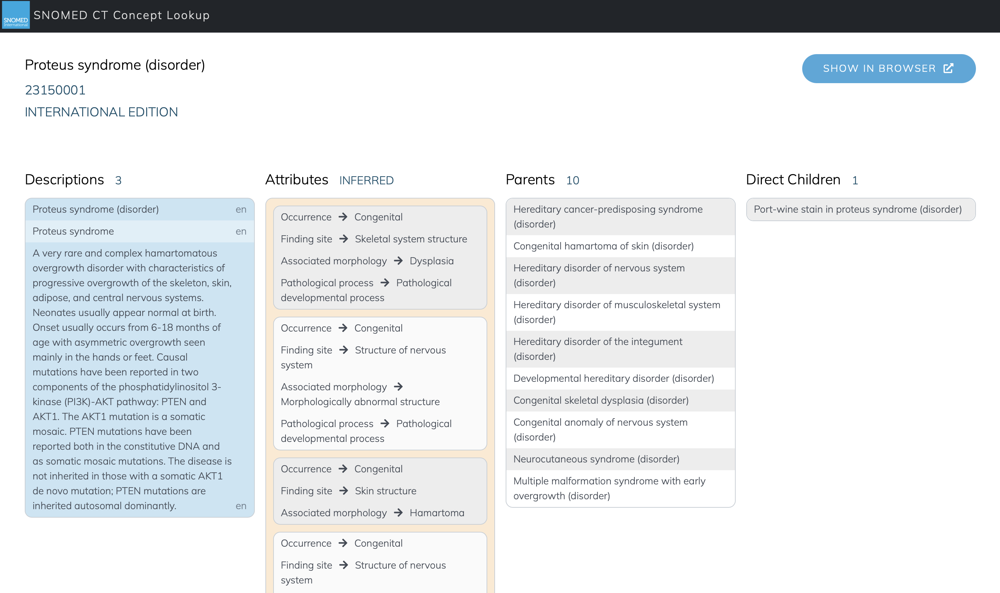 SNOMED
International
SNOMED CT Concept Lookup
Proteus syndrome (disorder)
23150001
INTERNATIONAL EDITION
SHOW IN BROWSER
Descriptions 3
Proteus syndrome (disorder) en
Proteus syndrome en
A very rare and complex hamartomatous
overgrowth disorder with characteristics of
progressive overgrowth of the skeleton, skin,
adipose, and central nervous systems.
Neonates usually appear normal at birth.
Onset usually occurs from 6-18 months of
age with asymmetric overgrowth seen
mainly in the hands or feet. Causal
mutations have been reported in two
components of the phosphatidylinositol 3-
kinase (PI3K)-AKT pathway: PTEN and
AKT1. The AKT1 mutation is a somatic
mosaic. PTEN mutations have been
reported both in the constitutive DNA and
as somatic mosaic mutations. The disease is
not inherited in those with a somatic AKT1
de novo mutation; PTEN mutations are
inherited autosomal dominantly. en
Attributes INFERRED
Occurrence → Congenital
Finding site → Skeletal system structure
Associated morphology → Dysplasia
Pathological process → Pathological
developmental process
Occurrence → Congenital
Finding site → Structure of nervous
system
Associated morphology →
Morphologically abnormal structure
Pathological process → Pathological
developmental process
Occurrence → Congenital
Finding site → Skin structure
Associated morphology → Hamartoma
Occurrence → Congenital
Finding site → Structure of nervous
system
Parents 10
Hereditary cancer-predisposing syndrome
(disorder)
Congenital hamartoma of skin (disorder)
Hereditary disorder of nervous system
(disorder)
Hereditary disorder of musculoskeletal system
(disorder)
Hereditary disorder of the integument
(disorder)
Developmental hereditary disorder (disorder)
Congenital skeletal dysplasia (disorder)
Congenital anomaly of nervous system
(disorder)
Neurocutaneous syndrome (disorder)
Multiple malformation syndrome with early
overgrowth (disorder)
Direct Children 1
Port-wine stain in proteus syndrome (disorder)